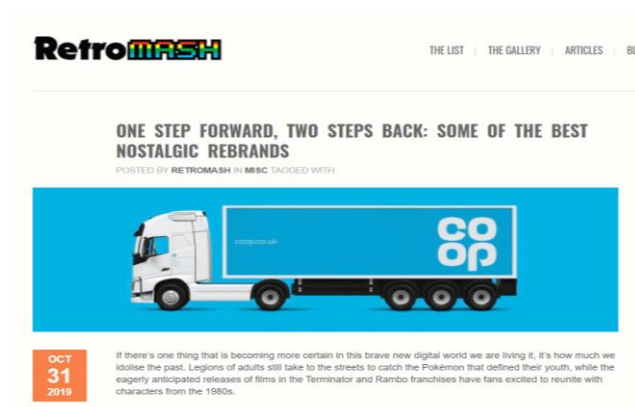 RetroMASH
THE LIST
THE GALLERY
ARTICLES
ONE STEP FORWARD, TWO STEPS BACK: SOME OF THE BEST
NOSTALGIC REBRANDS
POSTED BY RETROMASH IN MISC TAGGED WITH
coop.co.uk
co
op
OCT
31
2019
If there's one thing that is becoming more certain in this brave new digital world we are living it, it's how much we
idolise the past. Legions of adults still take to the streets to catch the Pokémon that defined their youth, while the
eagerly anticipated releases of films in the Terminator and Rambo franchises have fans excited to reunite with
characters from the 1980s.